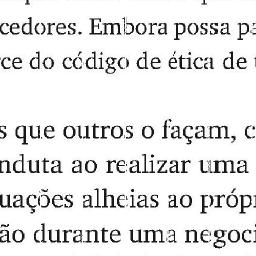 cedores. Embora possa pa
ce do código de ética de
s que outros o façam, c
nduta ao realizar uma
uações alheias ao própr
ão durante uma negoci